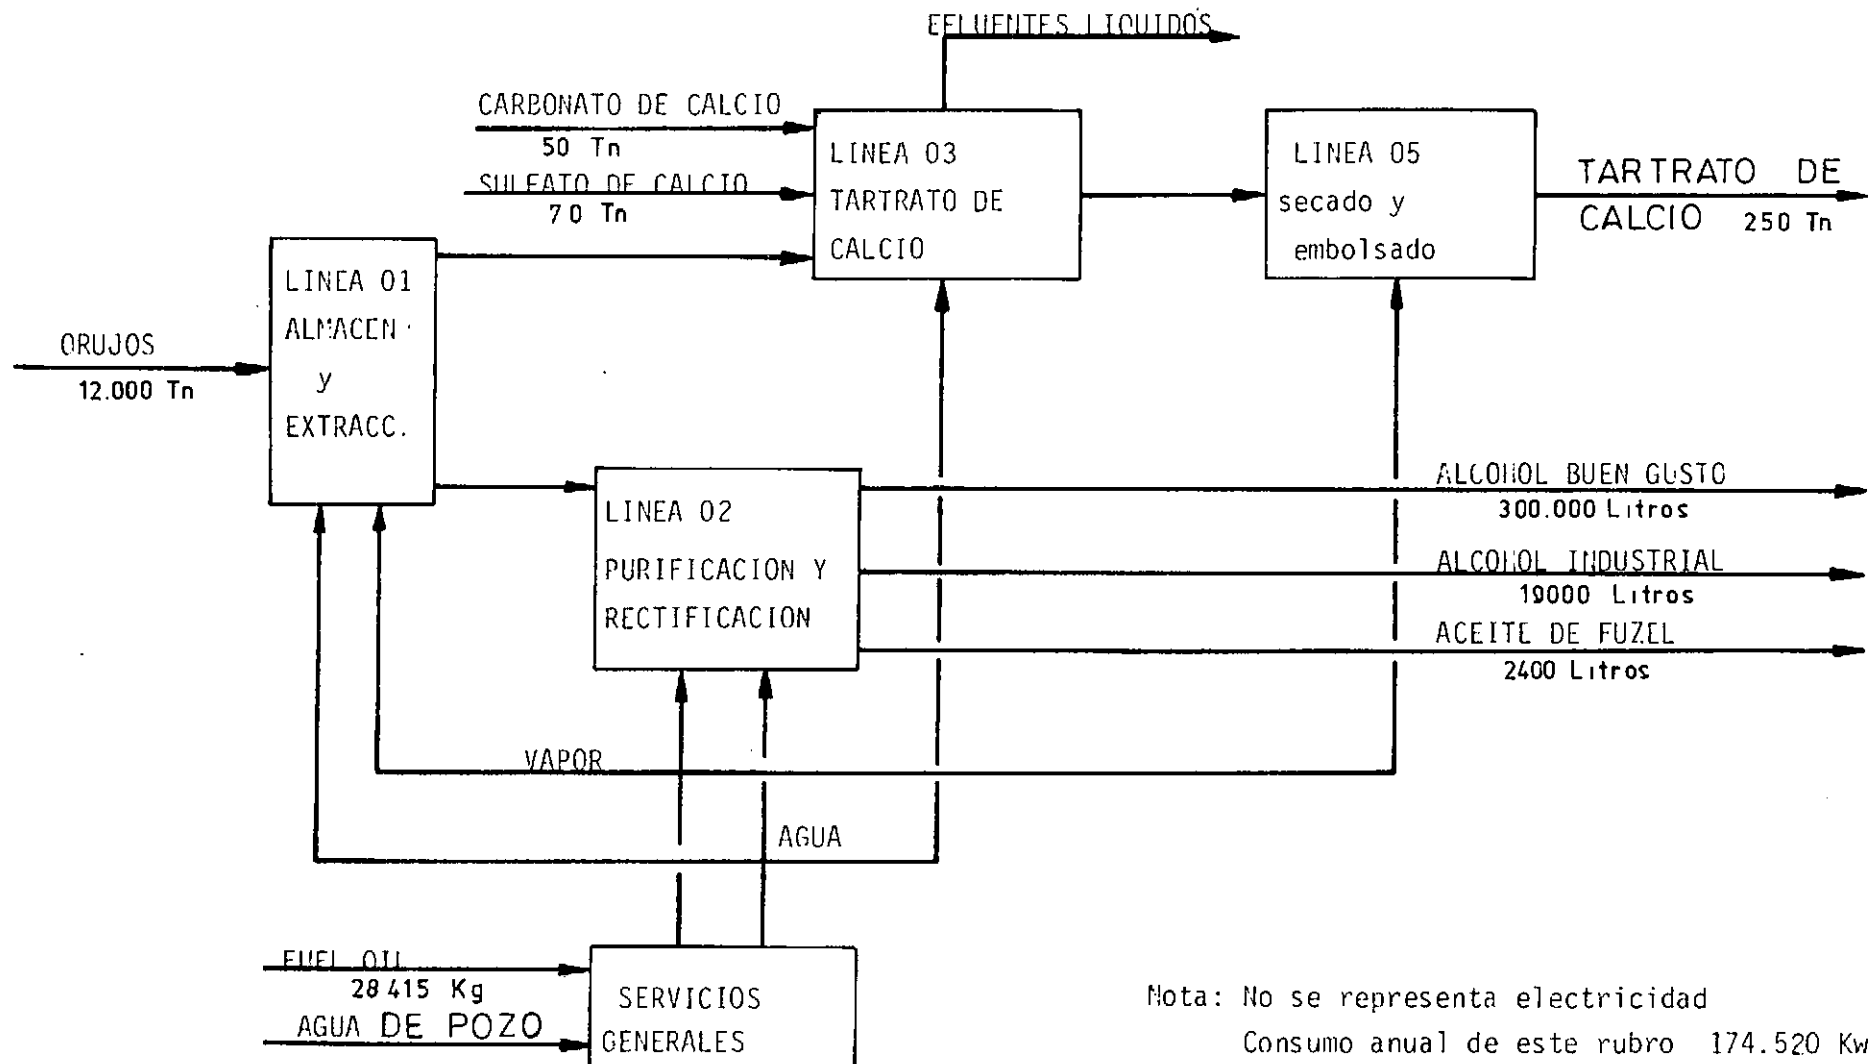 EFLUENTES LIQUIDOS
CARBONATO DE CALCIO
50 Tn
SULFATO DE CALCIO
70 Tn
LINEA 03
TARTRATO DE
CALCIO
LINEA 05
secado y
embolsado
TARTRATO DE
CALCIO 250 Tn
ORUJOS
12.000 Tn
LINEA 01
ALMACEN.
y
EXTRACC.
LINEA 02
PURIFICACION Y
RECTIFICACION
ALCOHOL BUEN GUSTO
300.000 Litros
ALCOHOL INDUSTRIAL
19000 Litros
ACEITE DE FUZEL
2400 Litros
VAPOR
AGUA
FUEL OIL
28415 Kg
AGUA DE POZO
SERVICIOS
GENERALES
Nota: No se representa electricidad
Consumo anual de este rubro 174.520 Kw